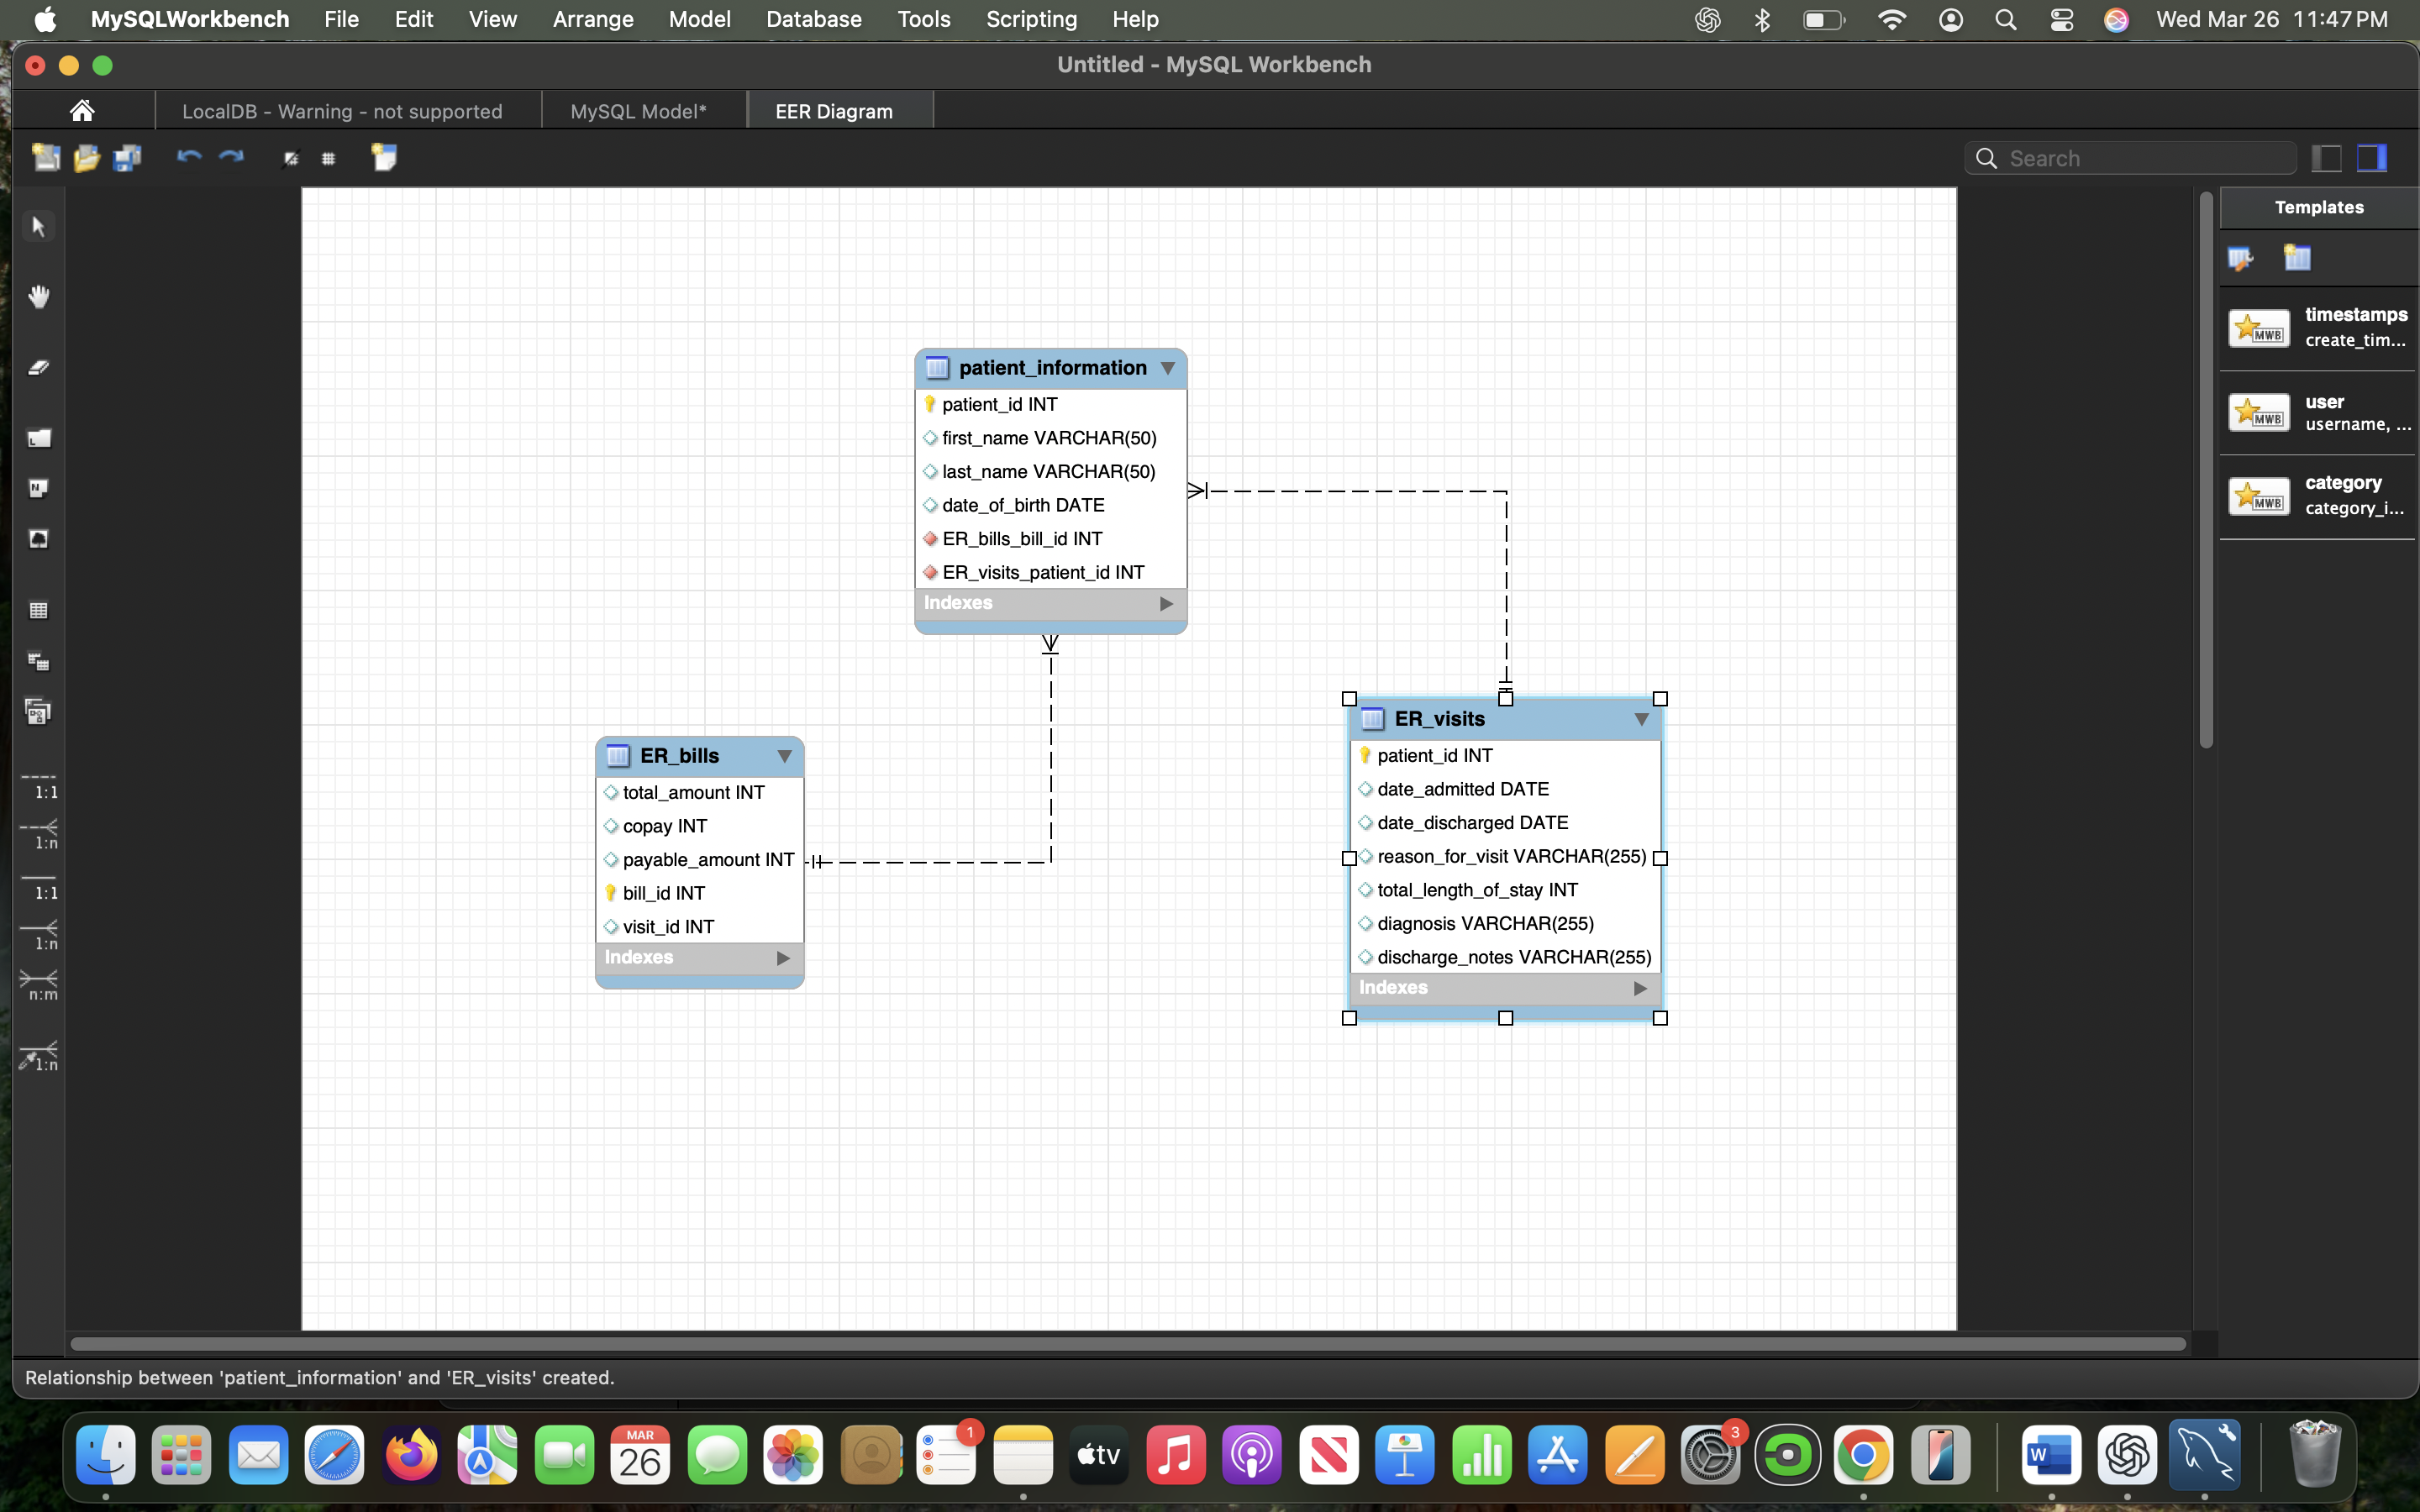 MySQLWorkbench File Edit View Arrange Model Database Tools Scripting Help Wed Mar 26 11:47 PM
Untitled - MySQL Workbench
LocalDB - Warning - not supported MySQL Model* EER Diagram
Search
Templates
timestamps
create_tim...
MWB
user
username, ...
MWB
category
category_i...
MWB
patient_information
patient_id INT
first_name VARCHAR(50)
last_name VARCHAR(50)
date_of_birth DATE
ER_bills_bill_id INT
ER_visits_patient_id INT
Indexes
ER_bills
total_amount INT
copay INT
payable_amount INT
bill_id INT
visit_id INT
Indexes
ER_visits
patient_id INT
date_admitted DATE
date_discharged DATE
reason_for_visit VARCHAR(255)
total_length_of_stay INT
diagnosis VARCHAR(255)
discharge_notes VARCHAR(255)
Indexes
L
N
1:1
1:n
1:1
1:n
n:m
1:n
Relationship between 'patient_information' and 'ER_visits' created.
MAR
26
1
tv
3
W